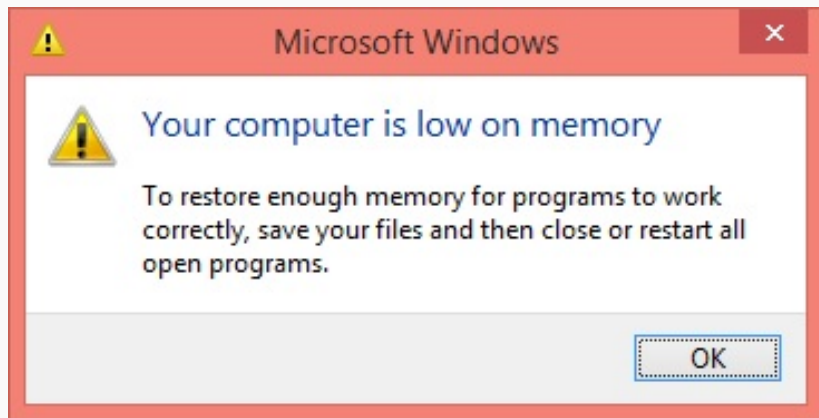 Microsoft Windows
Your computer is low on memory
To restore enough memory for programs to work
correctly, save your files and then close or restart all
open programs.
OK